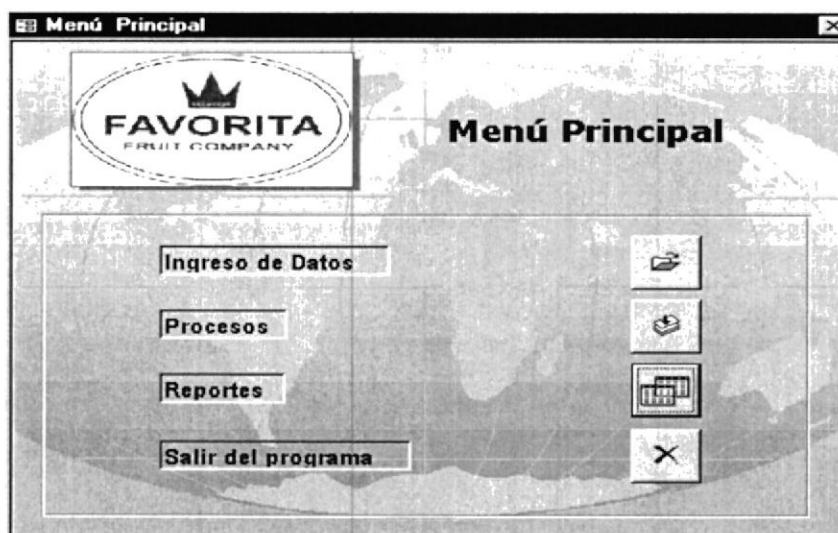 Menú Principal
FAVORITA
FRUIT COMPANY
Menú Principal
Ingreso de Datos
Procesos
Reportes
Salir del programa